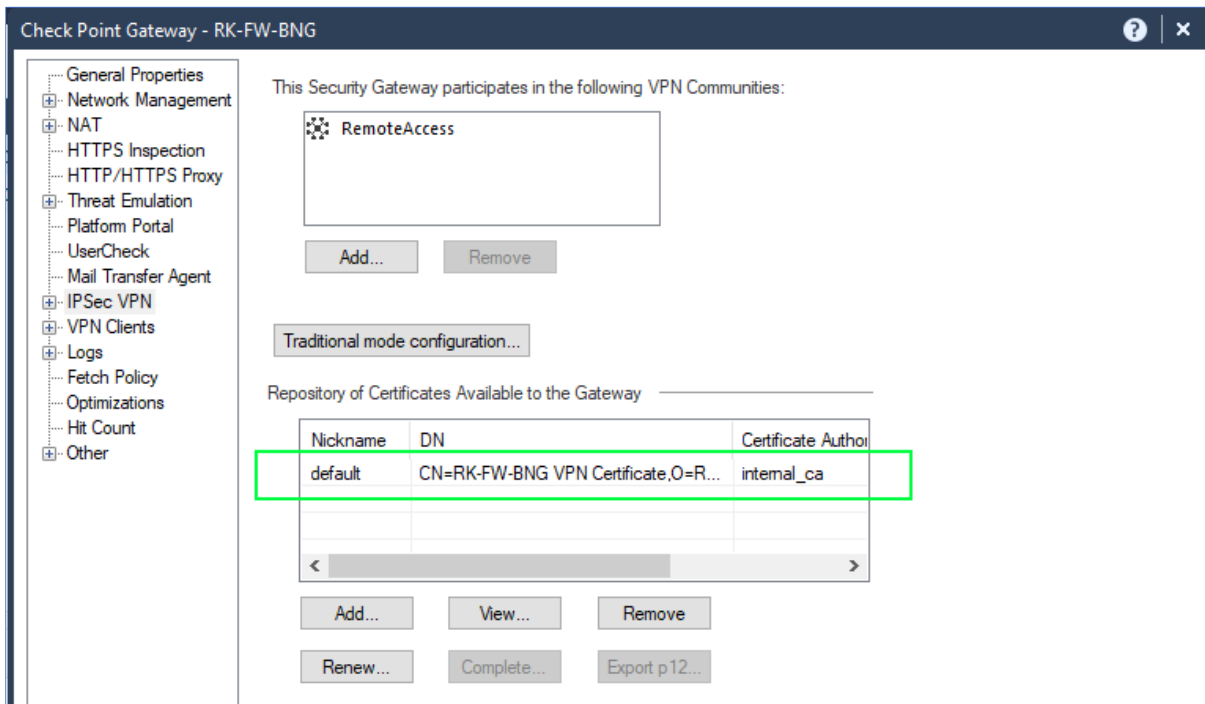 Check Point Gateway - RK-FW-BNG
General Properties
Network Management
NAT
HTTPS Inspection
HTTP/HTTPS Proxy
Threat Emulation
Platform Portal
UserCheck
Mail Transfer Agent
IPSec VPN
VPN Clients
Logs
Fetch Policy
Optimizations
Hit Count
Other
This Security Gateway participates in the following VPN Communities:
RemoteAccess
Add... Remove
Traditional mode configuration...
Repository of Certificates Available to the Gateway
Nickname DN Certificate Author
default CN=RK-FW-BNG VPN Certificate,O=R... internal_ca
Add... View... Remove
Renew... Complete... Export p12...